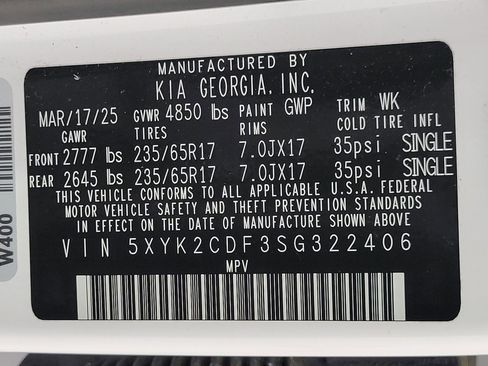 MANUFACTURED BY
KIA GEORGIA, INC.
MAR/17/25 GVWR 4850 lbs PAINT GWP TRIM WK
GAWR TIRES RIMS COLD TIRE INFL
FRONT 2777 lbs 235/65R17 7.0JX17 35psi SINGLE
REAR 2645 lbs 235/65R17 7.0JX17 35psi SINGLE
THIS VEHICLE CONFORMS TO ALL APPLICABLE U.S.A. FEDERAL
MOTOR VEHICLE SAFETY AND THEFT PREVENTION STANDARDS
IN EFFECT ON THE DATE OF MANUFACTURE SHOWN ABOVE.
VIN 5XYK2CDF3SG322406
MPV
W400